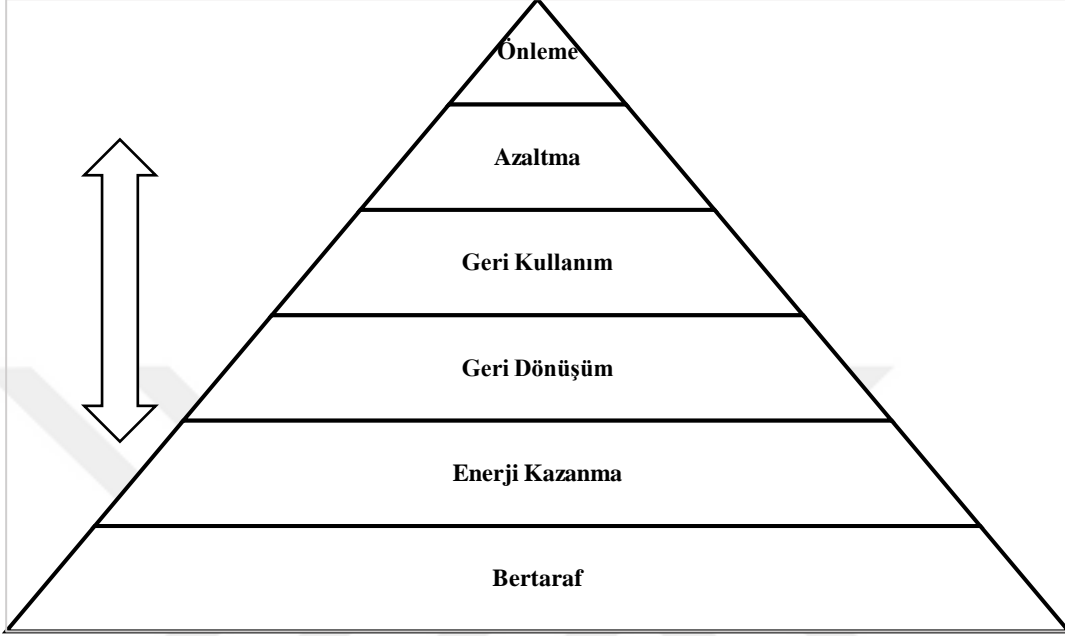 Önleme
Azaltma
Geri Kullanım
Geri Dönüşüm
Enerji Kazanma
Bertaraf